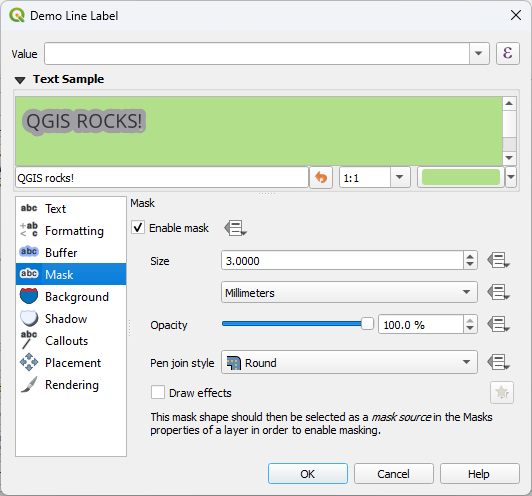 Demo Line Label
Value
ε
Text Sample
QGIS ROCKS!
QGIS rocks!
1:1
abc Text
+ab < c Formatting
abc Buffer
abc Mask
Background
Shadow
abc Callouts
Placement
Rendering
Mask
Enable mask
Size
3.0000
Millimeters
Opacity
100.0 %
Pen join style
Round
Draw effects
This mask shape should then be selected as a mask source in the Masks
properties of a layer in order to enable masking.
OK
Cancel
Help